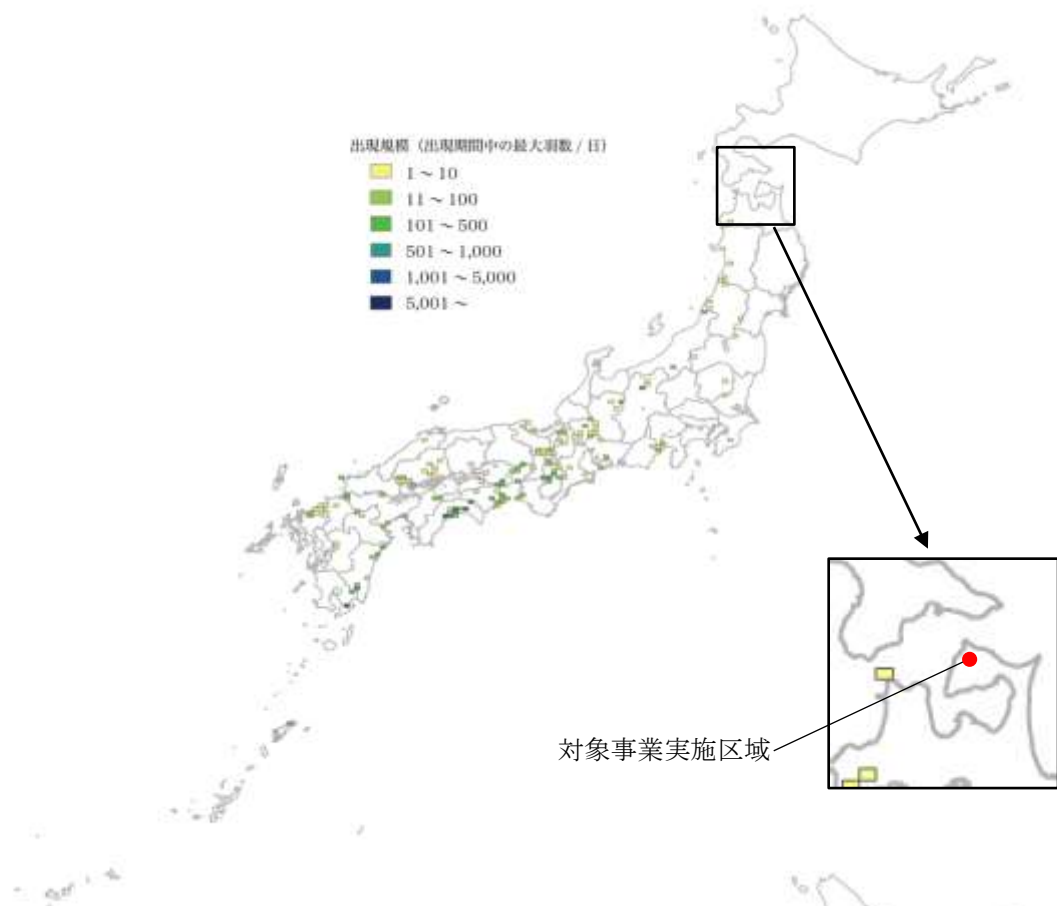 出現規模（出現期間中の最大羽数 / 日）
1 ~ 10
11 ~ 100
101 ~ 500
501 ~ 1,000
1,001 ~ 5,000
5,001 ~
対象事業実施区域